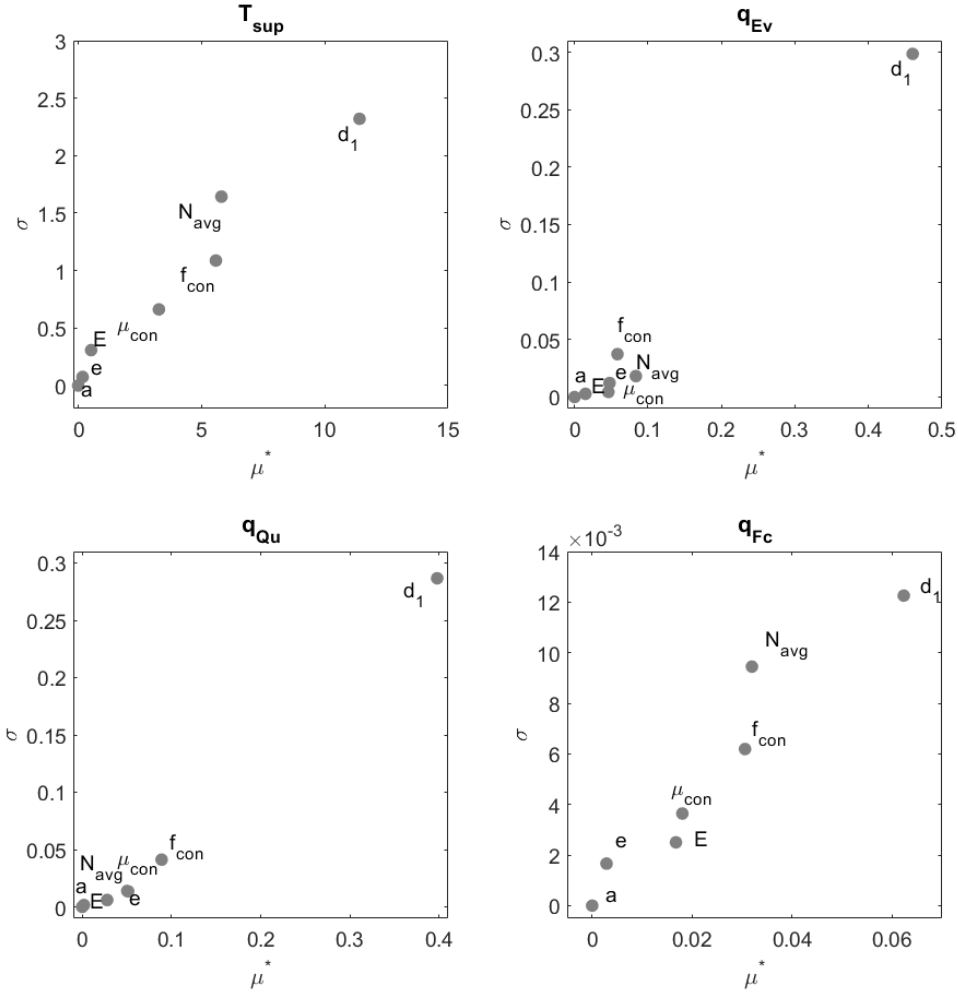 T_sup
3
2.5
2
1.5
1
0.5
0
σ
d_1
N_avg
f_con
μ_con
E
e
a
0 5 10 15
μ*
q_Ev
0.3
0.25
0.2
0.15
0.1
0.05
0
σ
d_1
f_con
N_avg
a
e
E
μ_con
0 0.1 0.2 0.3 0.4 0.5
μ*
q_Qu
0.3
0.25
0.2
0.15
0.1
0.05
0
σ
d_1
f_con
N_avg
μ_con
a
E
e
0 0.1 0.2 0.3 0.4
μ*
q_Fc
×10^-3
14
12
10
8
6
4
2
0
σ
d_1
N_avg
f_con
μ_con
E
e
a
0 0.02 0.04 0.06
μ*